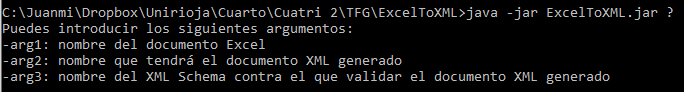 C:\Juanmi\Dropbox\Unirioja\Cuarto\Cuatri 2\TFG\ExcelToXML>java -jar ExcelToXML.jar ?
Puedes introducir los siguientes argumentos:
-arg1: nombre del documento Excel
-arg2: nombre que tendrá el documento XML generado
-arg3: nombre del XML Schema contra el que validar el documento XML generado